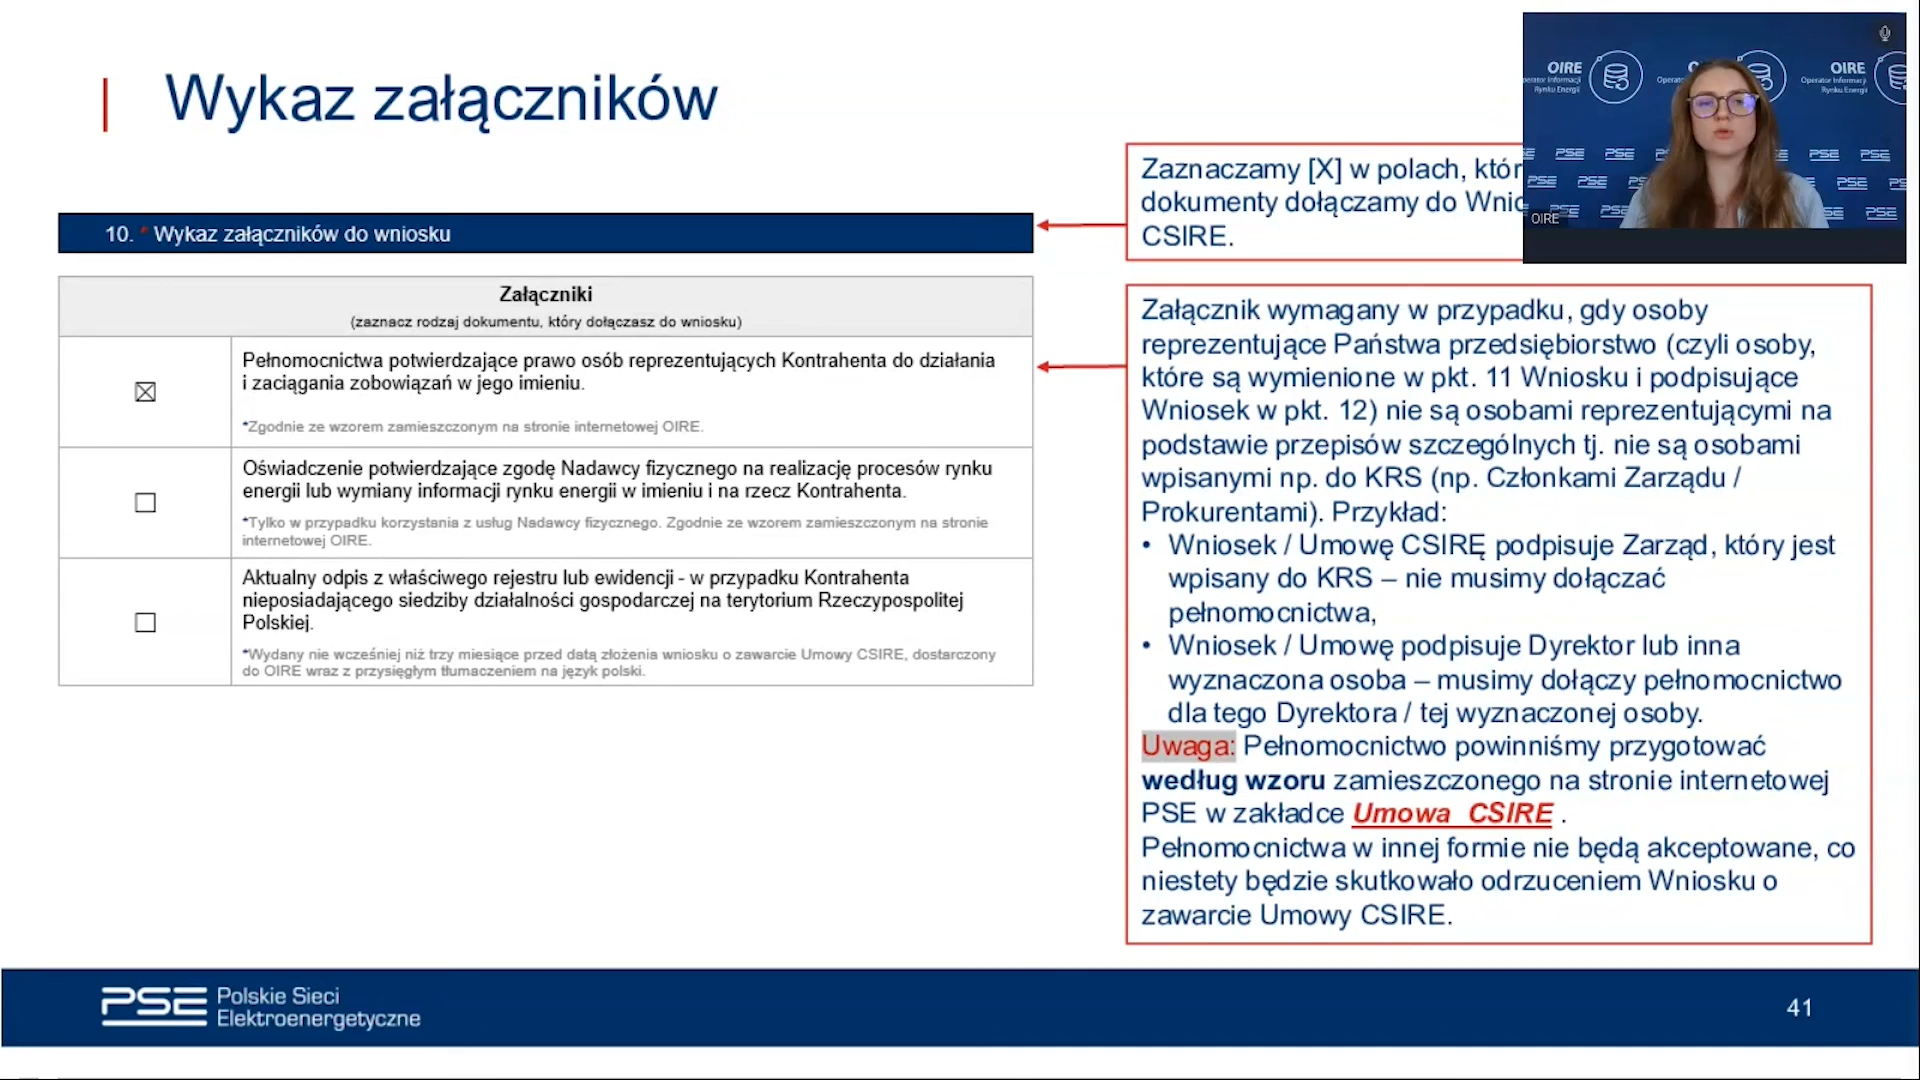 Wykaz załączników
10. * Wykaz załączników do wniosku
Załączniki
(zaznacz rodzaj dokumentu, który dołączasz do wniosku)
Pełnomocnictwa potwierdzające prawo osób reprezentujących Kontrahenta do działania
i zaciągania zobowiązań w jego imieniu.
*Zgodnie ze wzorem zamieszczonym na stronie internetowej OIRE.
Oświadczenie potwierdzające zgodę Nadawcy fizycznego na realizację procesów rynku
energii lub wymiany informacji rynku energii w imieniu i na rzecz Kontrahenta.
*Tylko w przypadku korzystania z usług Nadawcy fizycznego. Zgodnie ze wzorem zamieszczonym na stronie
internetowej OIRE.
Aktualny odpis z właściwego rejestru lub ewidencji - w przypadku Kontrahenta
nieposiadającego siedziby działalności gospodarczej na terytorium Rzeczypospolitej
Polskiej.
*Wydany nie wcześniej niż trzy miesiące przed datą złożenia wniosku o zawarcie Umowy CSIRE, dostarczony
do OIRE wraz z przysięgłym tłumaczeniem na język polski.
Zaznaczamy [X] w polach,
dokumenty dołączamy do
CSIRE.
Załącznik wymagany w przypadku, gdy osoby
reprezentujące Państwa przedsiębiorstwo (czyli osoby,
które są wymienione w pkt. 11 Wniosku i podpisujące
Wniosek w pkt. 12) nie są osobami reprezentującymi na
podstawie przepisów szczególnych tj. nie są osobami
wpisanymi np. do KRS (np. Członkami Zarządu /
Prokurentami). Przykład:
• Wniosek / Umowę CSIRĘ podpisuje Zarząd, który jest
wpisany do KRS – nie musimy dołączać
pełnomocnictwa,
• Wniosek / Umowę podpisuje Dyrektor lub inna
wyznaczona osoba – musimy dołączy pełnomocnictwo
dla tego Dyrektora / tej wyznaczonej osoby.
Uwaga: Pełnomocnictwo powinniśmy przygotować
według wzoru zamieszczonego na stronie internetowej
PSE w zakładce Umowa CSIRE .
Pełnomocnictwa w innej formie nie będą akceptowane, co
niestety będzie skutkowało odrzuceniem Wniosku o
zawarcie Umowy CSIRE.
OIRE
Operator Informacji
Rynku Energii
PSE PSE PSE
OIRE
PSE Polskie Sieci
Elektroenergetyczne
41